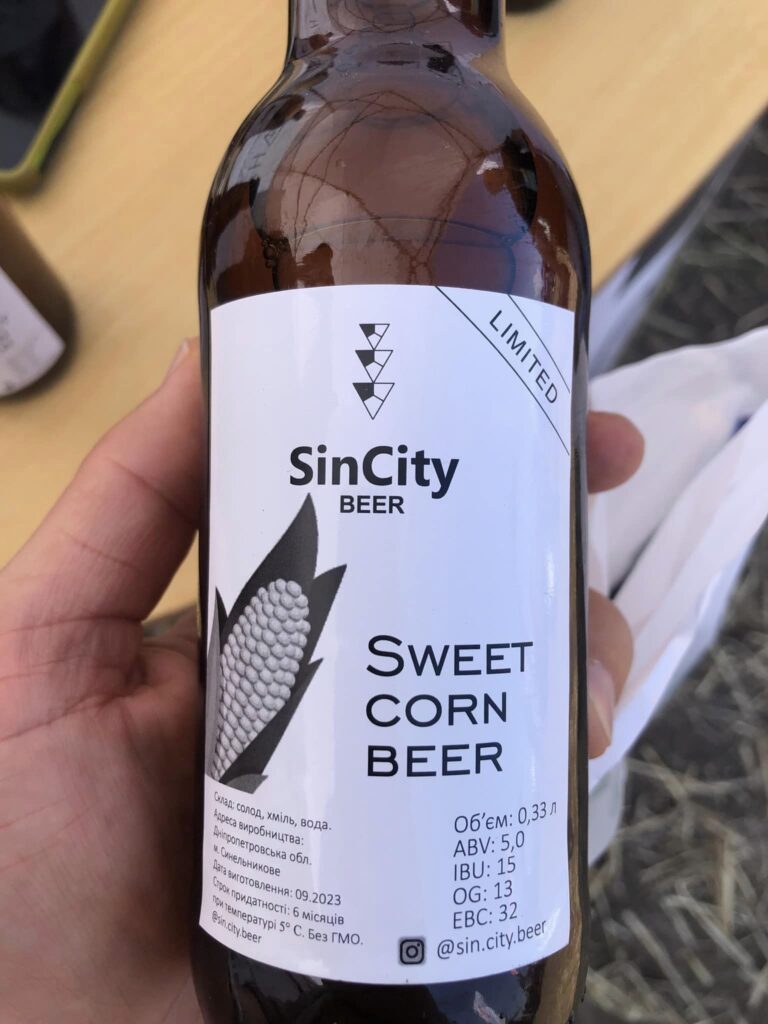 LIMITED
SinCity
BEER
SWEET
CORN
BEER
Склад: солод, хміль, вода.
Адреса виробництва:
Дніпропетровська обл.
м. Синельникове
Дата виготовлення: 09.2023
Строк придатності: 6 місяців
при температурі 5° С. Без ГМО.
@sin.city.beer
Об'єм: 0,33 л
ABV: 5,0
IBU: 15
OG: 13
EBC: 32
@sin.city.beer